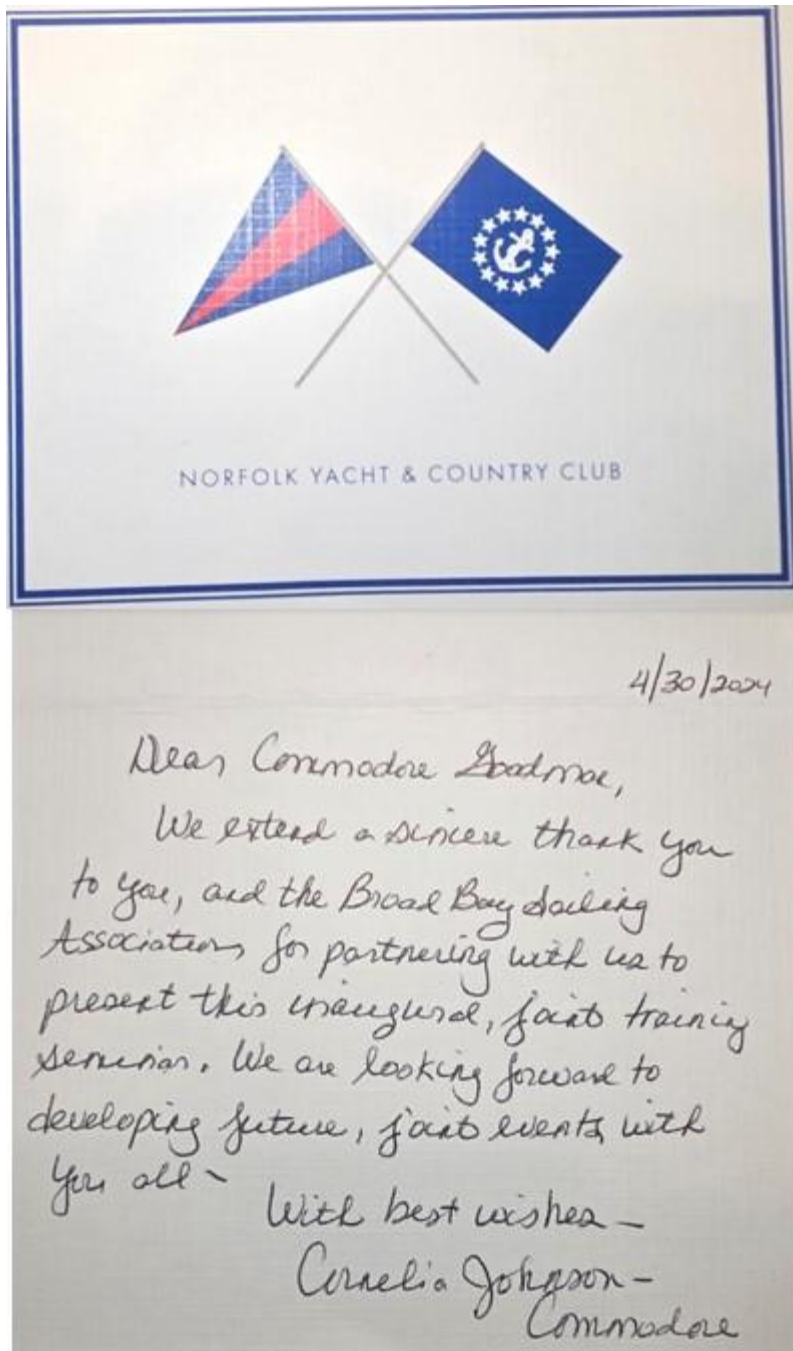 NORFOLK YACHT & COUNTRY CLUB
4/30/2024
Dear Commodore
We extend a sincere thank you
to you, and the Broad Bay Sailing
Association for partnering with us to
present this inaugural, joint training
seminar. We are looking forward to
developing future, joint events with
you all -
With best wishes -
Cornelia Johnson -
Commodore